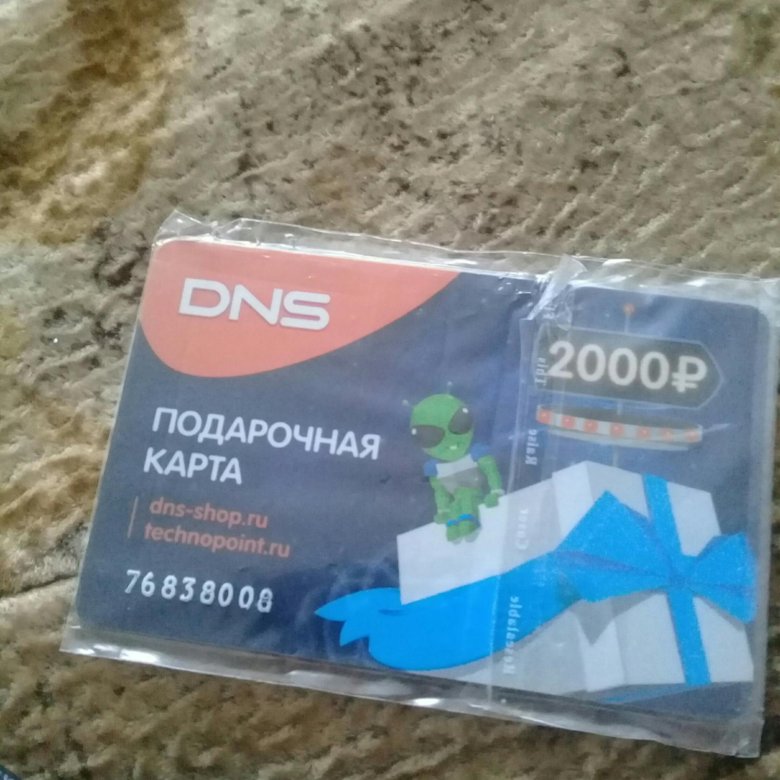 DNS
2000₽
ПОДАРОЧНАЯ
КАРТА
dns-shop.ru
technopoint.ru
76838008